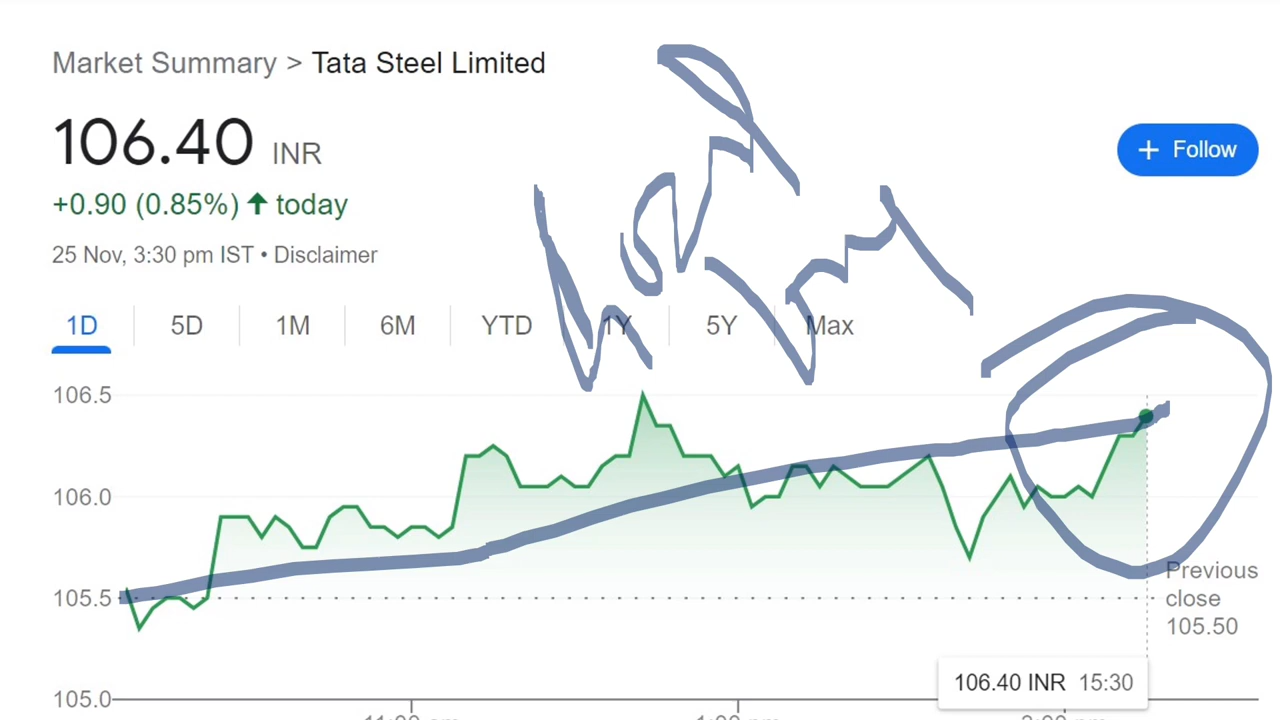 Market Summary > Tata Steel Limited
106.40 INR
+ Follow
+0.90 (0.85%) ↑ today
25 Nov, 3:30 pm IST • Disclaimer
1D 5D 1M 6M YTD 1Y 5Y Max
106.5
106.0
105.5
Previous
close
105.50
106.40 INR 15:30
105.0